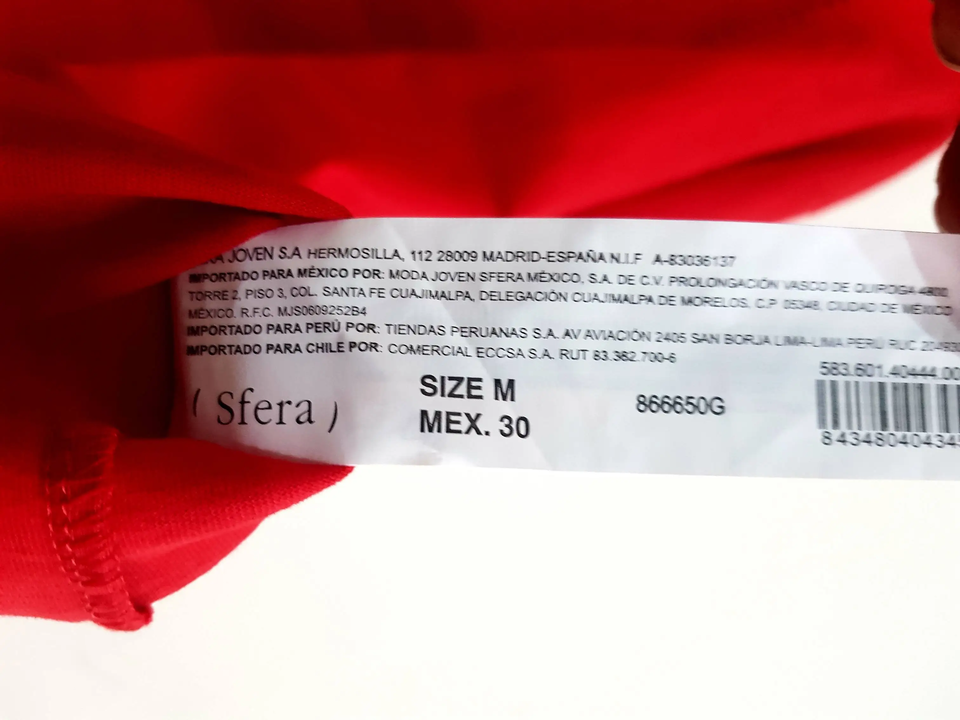 JOVEN S.A HERMOSILLA, 112 28009 MADRID-ESPAÑA N.I.F A-83036137
IMPORTADO PARA MÉXICO POR: MODA JOVEN SFERA MÉXICO, S.A. DE C.V. PROLONGACIÓN VASCO DE QUIROGA 4800,
TORRE 2, PISO 3, COL. SANTA FE CUAJIMALPA, DELEGACIÓN CUAJIMALPA DE MORELOS, C.P. 05348, CIUDAD DE MÉXICO
MÉXICO. R.F.C. MJS0609252B4
IMPORTADO PARA PERÚ POR: TIENDAS PERUANAS S.A. AV AVIACIÓN 2405 SAN BORJA LIMA-LIMA PERÚ RUC
IMPORTADO PARA CHILE POR: COMERCIAL ECCSA S.A. RUT 83.382.700-6
583.601.40444.00
( Sfera )
SIZE M
MEX. 30
866650G